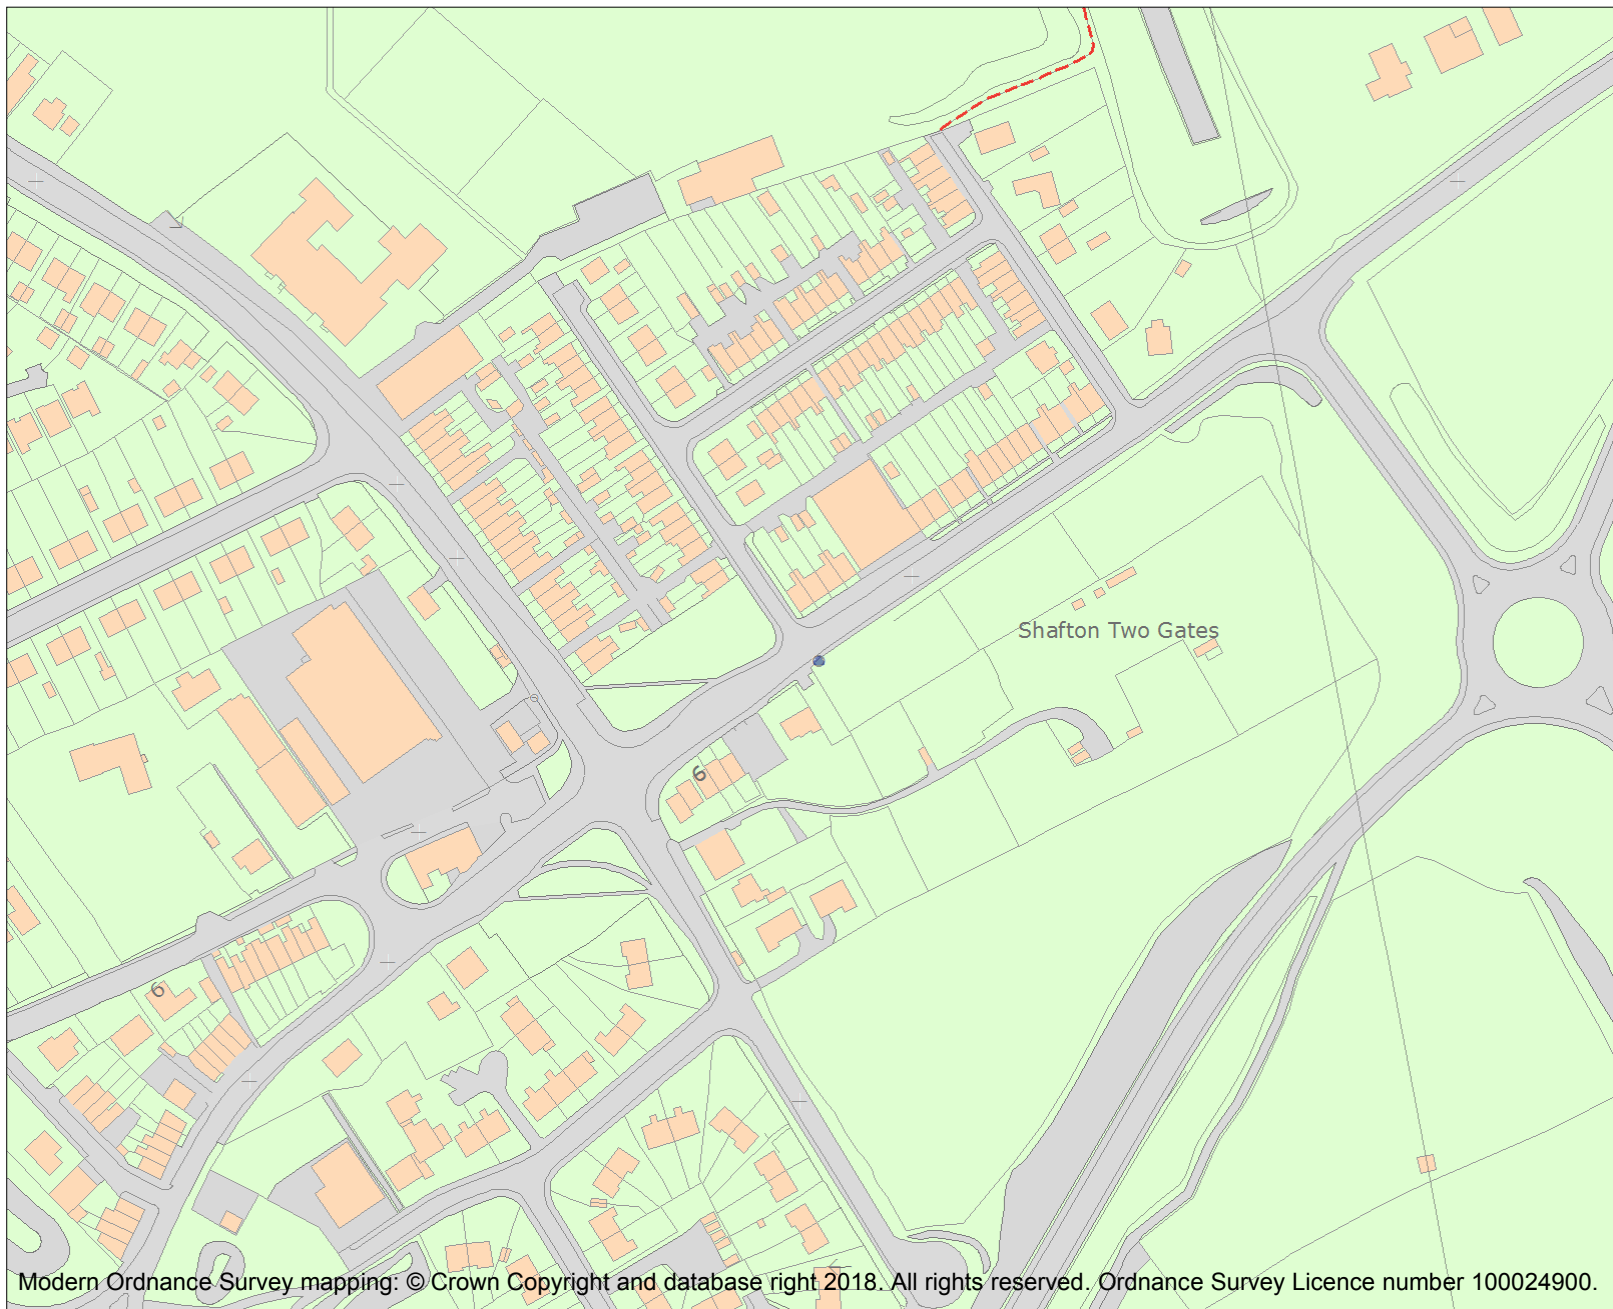 Shafton Two Gates
6
6
Modern Ordnance Survey mapping: © Crown Copyright and database right 2018. All rights reserved. Ordnance Survey Licence number 100024900.